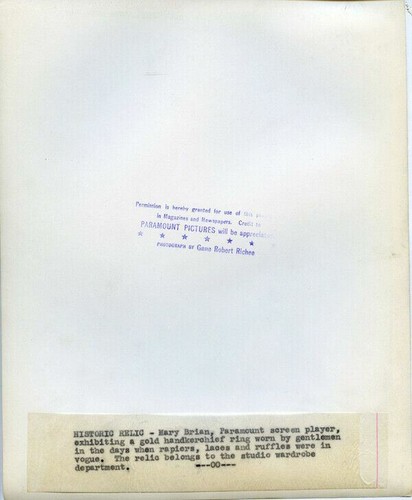 Permission is hereby granted for use of this
in Magazines and Newspapers. Credit to
PARAMOUNT PICTURES will be appreciated
★ ★ ★ ★ ★ ★
PHOTOGRAPH BY Gene Robert Richee
HISTORIC RELIC - Mary Brian, Paramount screen player,
exhibiting a gold handkerchief ring worn by gentlemen
in the days when rapiers, laces and ruffles were in
vogue. The relic belongs to the studio wardrobe
department. ---OO---